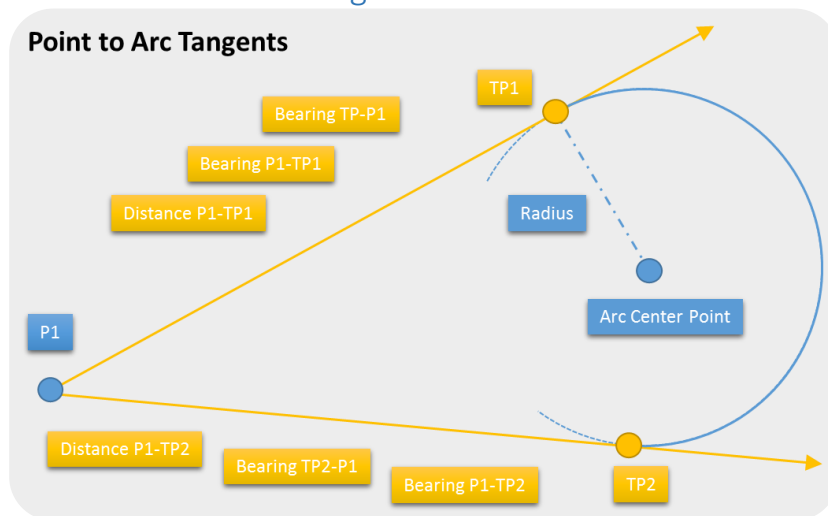 Point to Arc Tangents
TP1
Bearing TP-P1
Bearing P1-TP1
Distance P1-TP1
Radius
Arc Center Point
P1
Distance P1-TP2
Bearing TP2-P1
Bearing P1-TP2
TP2